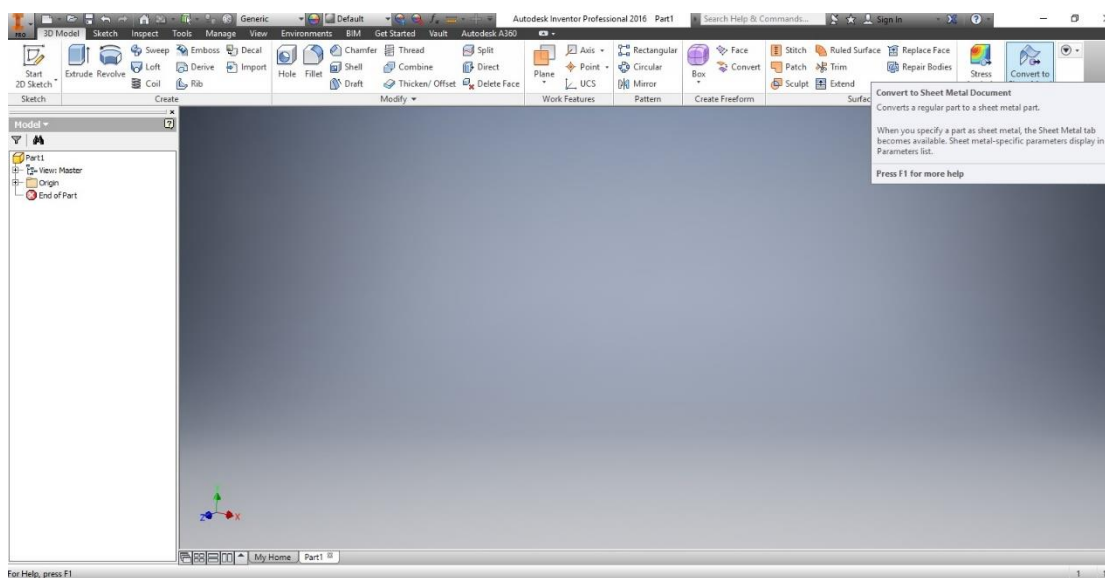 PRO
Generic
Default
Autodesk Inventor Professional 2016 Part1
Search Help & Commands...
Sign In
3D Model Sketch Inspect Tools Manage View Environments BIM Get Started Vault Autodesk A360
Start
2D Sketch
Extrude
Revolve
Sweep
Loft
Coil
Emboss
Derive
Rib
Decal
Import
Hole
Fillet
Chamfer
Shell
Draft
Thread
Combine
Thicken/ Offset
Split
Direct
Delete Face
Plane
Axis
Point
UCS
Rectangular
Circular
Mirror
Box
Face
Convert
Stitch
Patch
Sculpt
Ruled Surface
Trim
Extend
Replace Face
Repair Bodies
Stress
Convert to
Sketch
Create
Modify
Work Features
Pattern
Create Freeform
Surfac
Convert to Sheet Metal Document
Converts a regular part to a sheet metal part.
When you specify a part as sheet metal, the Sheet Metal tab
becomes available. Sheet metal-specific parameters display in
Parameters list.
Press F1 for more help
Model
Part1
View: Master
Origin
End of Part
Y
Z
X
My Home
Part1
For Help, press F1
1